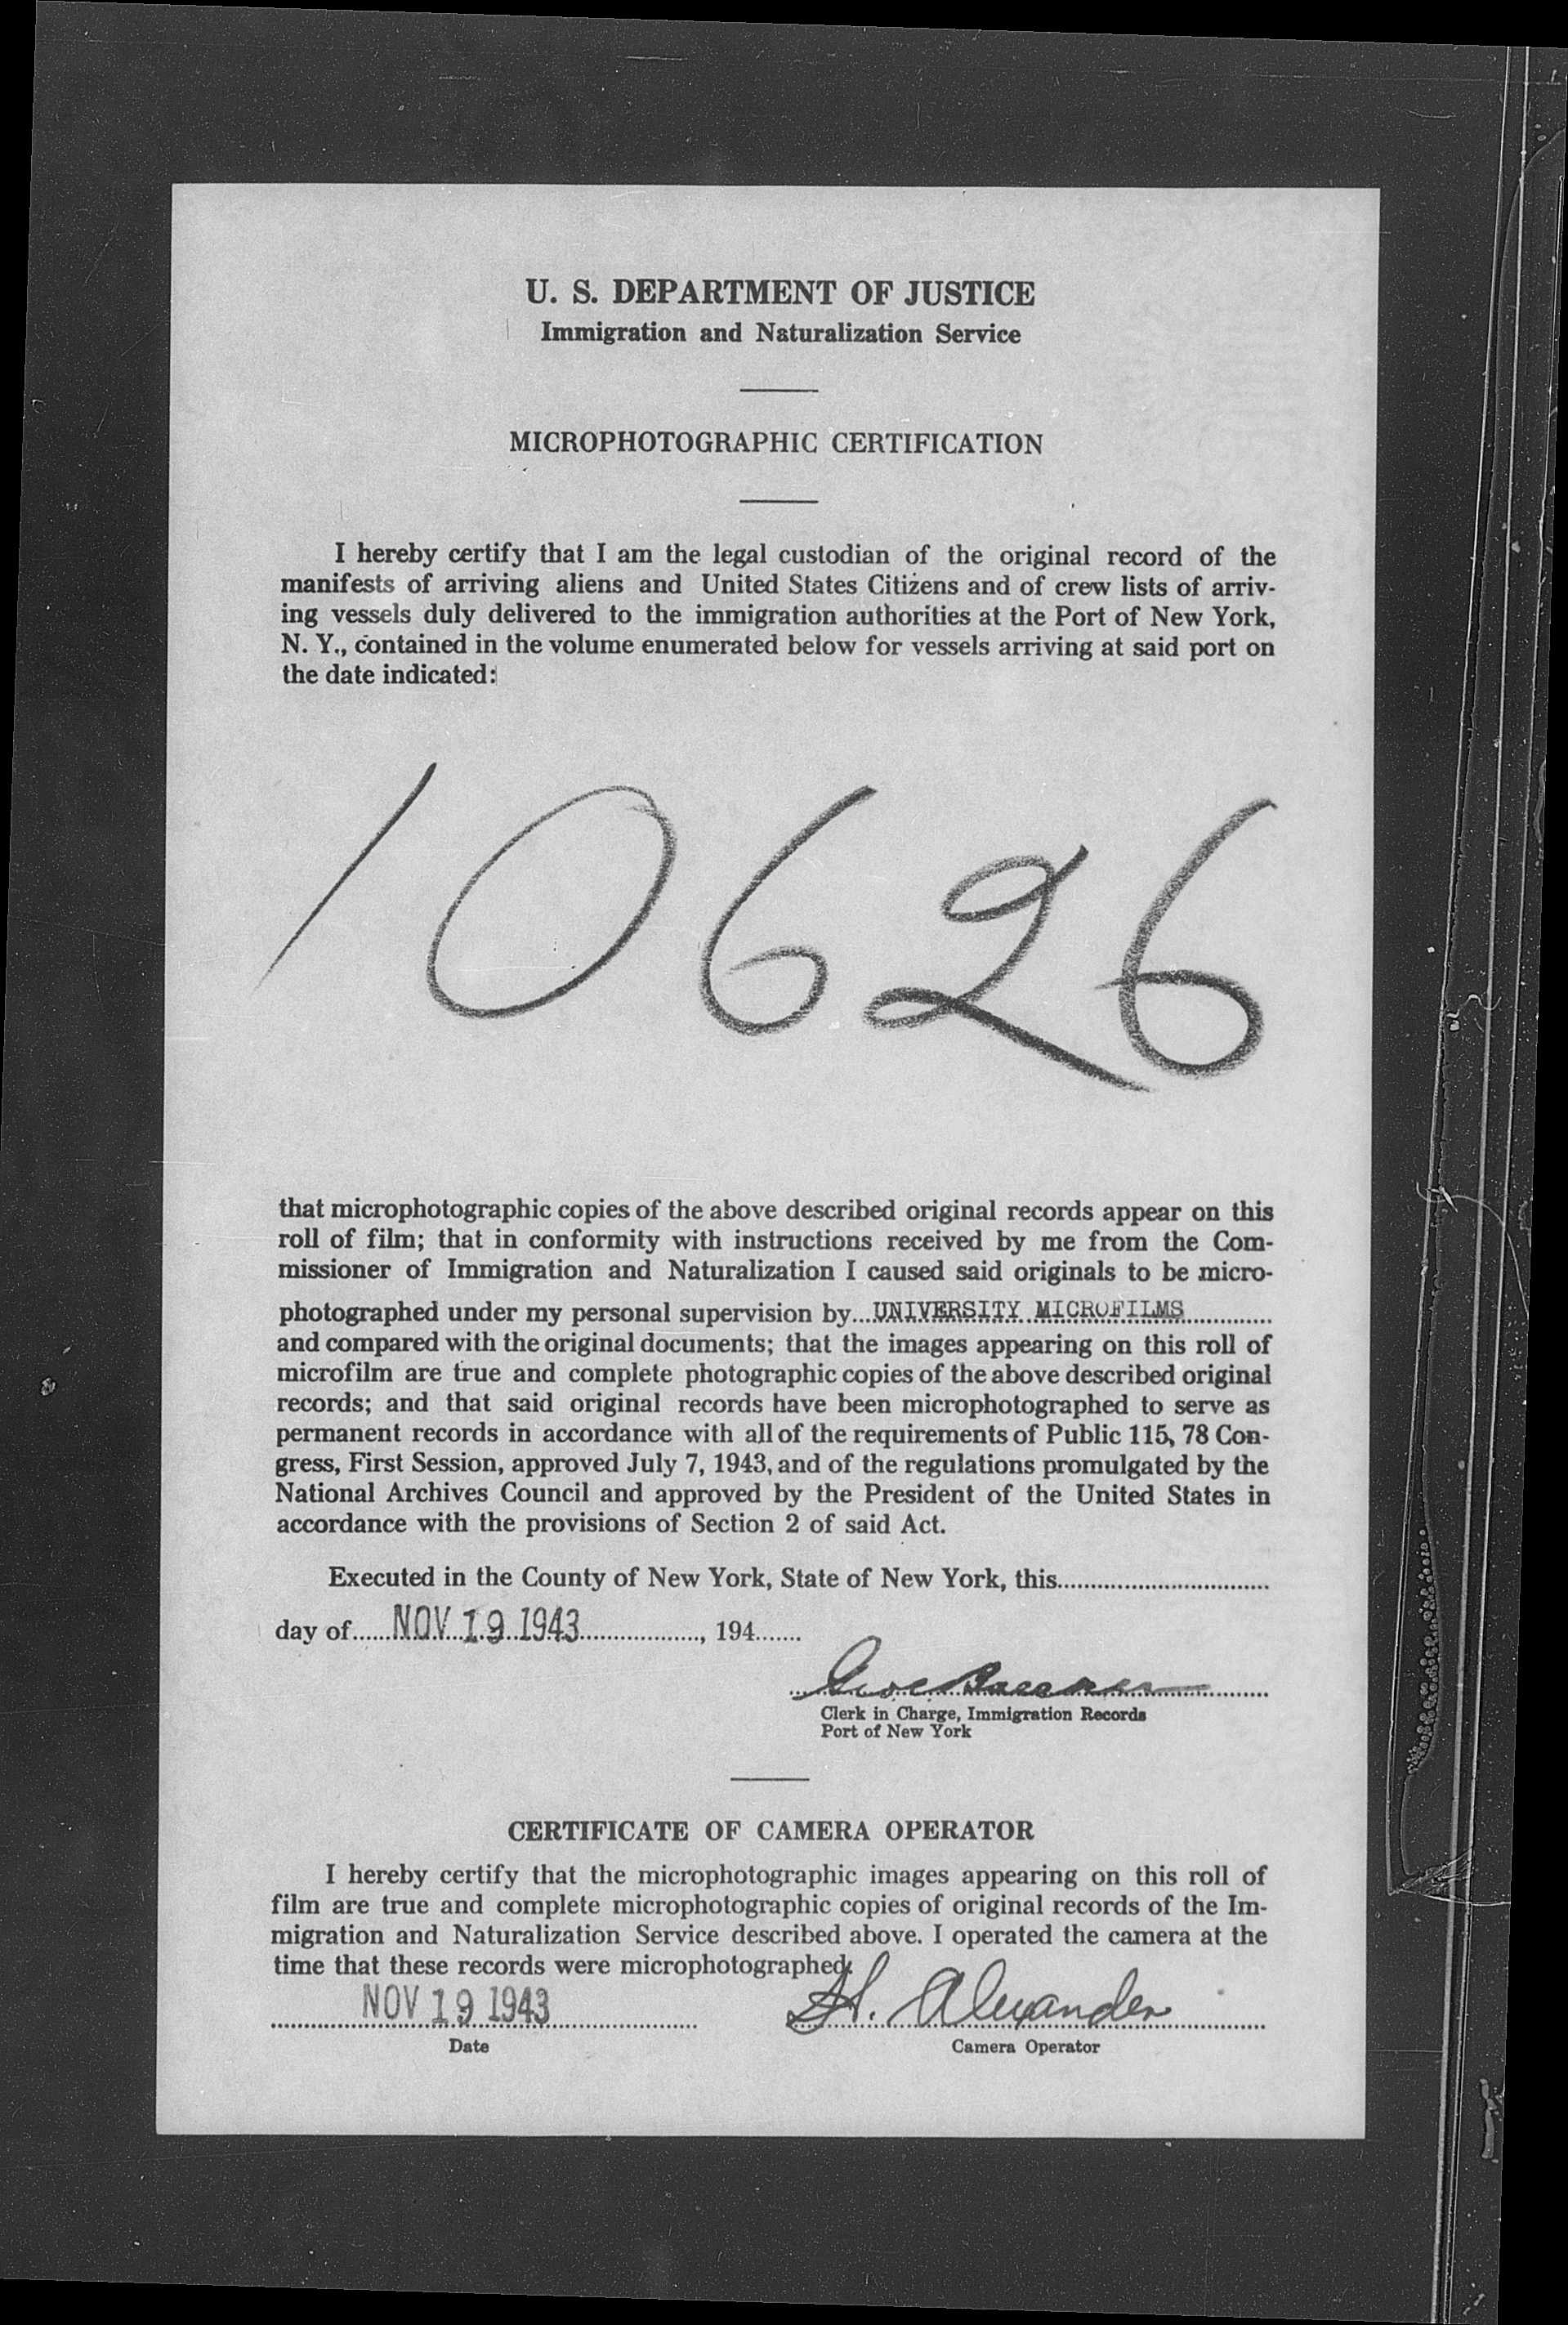 U. S. DEPARTMENT OF JUSTICE
Immigration and Naturalization Service
MICROPHOTOGRAPHIC CERTIFICATION
I hereby certify that I am the legal custodian of the original record of the
manifests of arriving aliens and United States Citizens and of crew lists of arriv-
ing vessels duly delivered to the immigration authorities at the Port of New York,
N. Y., contained in the volume enumerated below for vessels arriving at said port on
the date indicated:
10626
that microphotographic copies of the above described original records appear on this
roll of film; that in conformity with instructions received by me from the Com-
missioner of Immigration and Naturalization I caused said originals to be micro-
photographed under my personal supervision by...UNIVERSITY MICROFILMS
and compared with the original documents; that the images appearing on this roll of
microfilm are true and complete photographic copies of the above described original
records; and that said original records have been microphotographed to serve as
permanent records in accordance with all of the requirements of Public 115, 78 Con-
gress, First Session, approved July 7, 1943, and of the regulations promulgated by the
National Archives Council and approved by the President of the United States in
accordance with the provisions of Section 2 of said Act.
Executed in the County of New York, State of New York, this
day of NOV 19 1943, 194
Clerk in Charge, Immigration Records
Port of New York
CERTIFICATE OF CAMERA OPERATOR
I hereby certify that the microphotographic images appearing on this roll of
film are true and complete microphotographic copies of original records of the Im-
migration and Naturalization Service described above. I operated the camera at the
time that these records were microphotographed.
NOV 19 1943 H. Alexander
Date Camera Operator